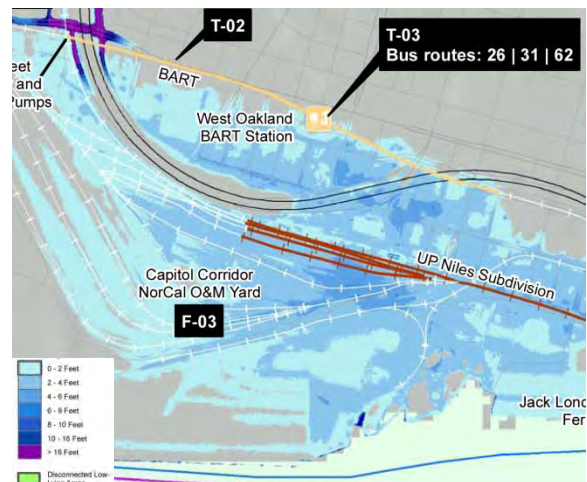 T-02
T-03
Bus routes: 26 | 31 | 62
eet
and
Pumps
BART
West Oakland
BART Station
UP Niles Subdivision
Capitol Corridor
NorCal O&M Yard
F-03
Jack Lond
Fer
0 - 2 Feet
2 - 4 Feet
4 - 6 Feet
6 - 8 Feet
8 - 10 Feet
10 - 16 Feet
> 16 Feet
Disconnected Low-